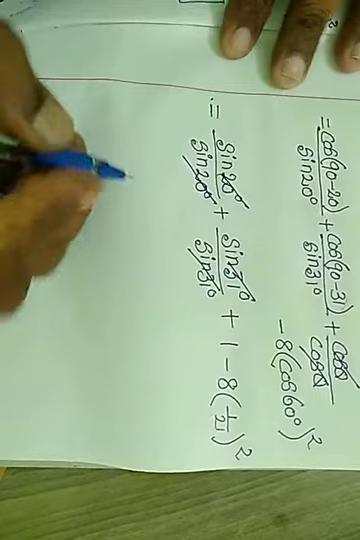 = cos(90-20)/sin20° + cos(90-31)/sin31° + cosθ/cosθ
- 8(cos60°)²
= sin20°/sin20° + sin31°/sin31° + 1 - 8(1/2)²